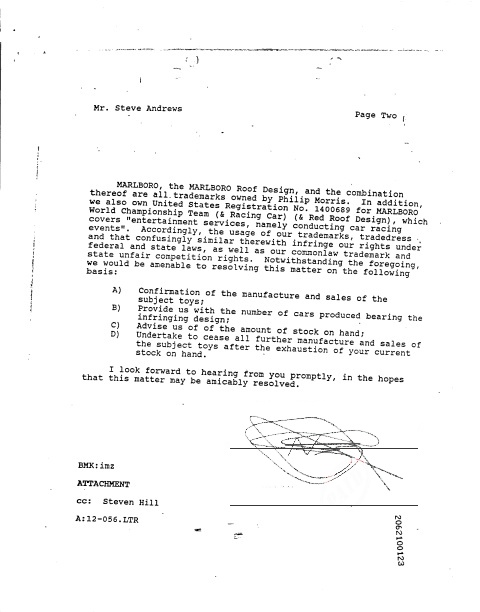 Mr. Steve Andrews
Page Two
MARLBORO, the MARLBORO Roof Design, and the combination
thereof are all trademarks owned by Philip Morris. In addition,
we also own United States Registration No. 1400689 for MARLBORO
World Championship Team (& Racing Car) (& Red Roof Design), which
covers "entertainment services, namely conducting car racing
events". Accordingly, the usage of our trademarks, tradedress
and that confusingly similar therewith infringe our rights under
federal and state laws, as well as our commonlaw trademark and
state unfair competition rights. Notwithstanding the foregoing,
we would be amenable to resolving this matter on the following
basis:
A) Confirmation of the manufacture and sales of the
subject toys;
B) Provide us with the number of cars produced bearing the
infringing design;
C) Advise us of of the amount of stock on hand;
D) Undertake to cease all further manufacture and sales of
the subject toys after the exhaustion of your current
stock on hand.
I look forward to hearing from you promptly, in the hopes
that this matter may be amicably resolved.
BMK:imz
ATTACHMENT
cc: Steven Hill
A:12-056.LTR
2062100123